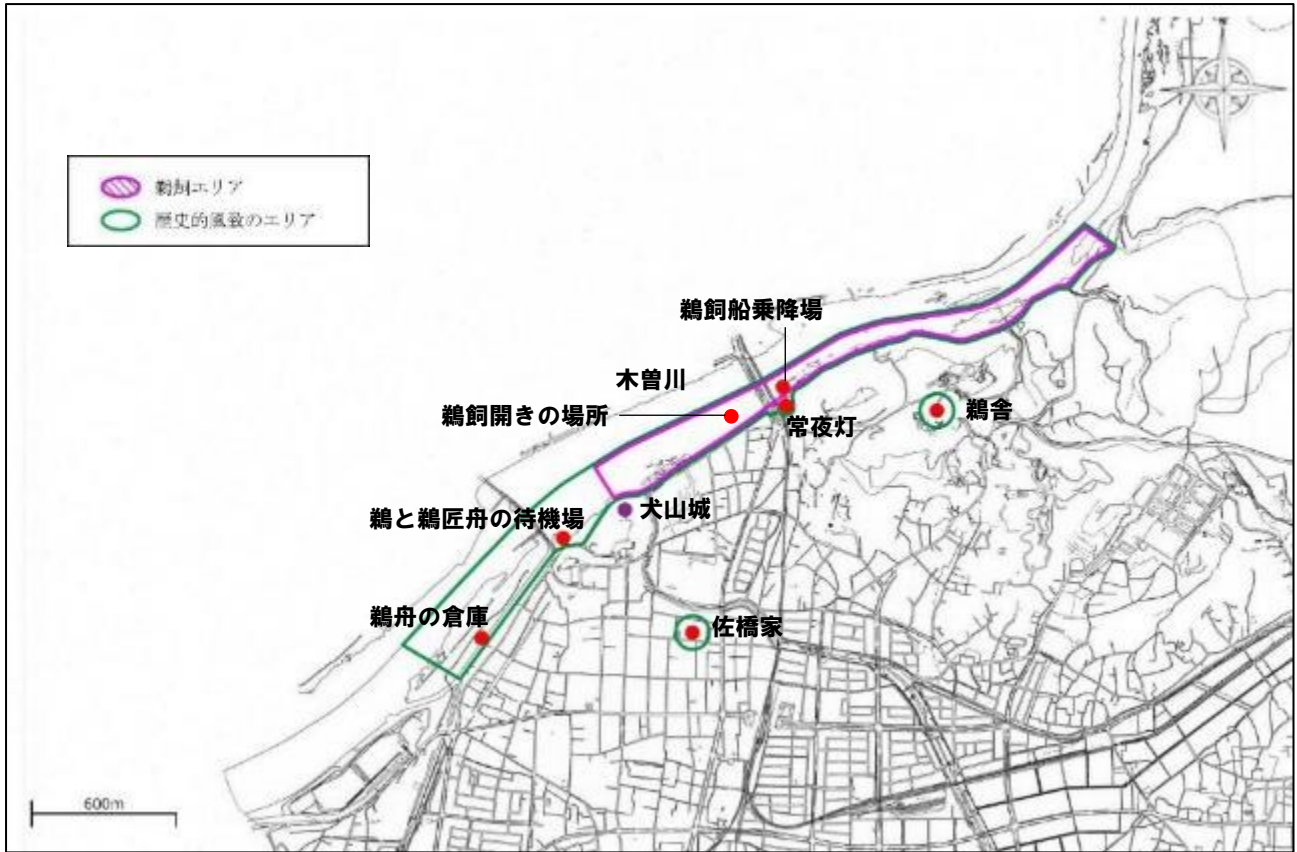 鵜飼エリア
歴史的風致のエリア
鵜飼船乗降場
木曽川
鵜飼開きの場所
常夜灯
鵜舎
犬山城
鵜と鵜匠舟の待機場
鵜舟の倉庫
佐橋家
600m